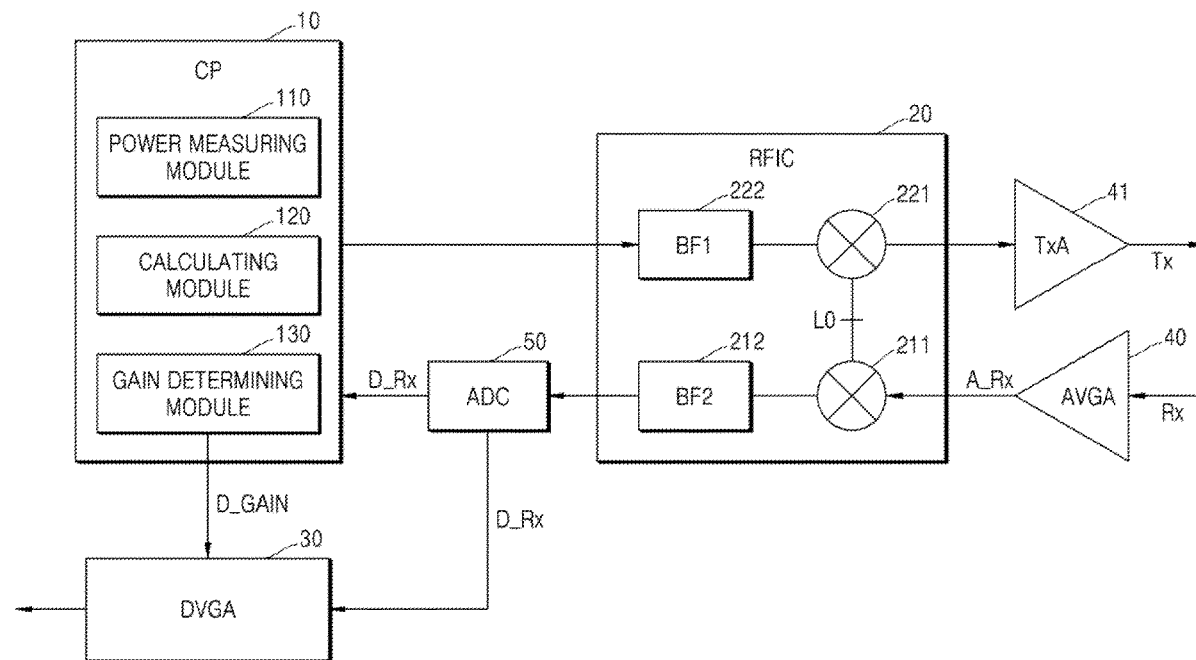 10
CP
110
POWER MEASURING
MODULE
120
CALCULATING
MODULE
130
GAIN DETERMINING
MODULE
D_GAIN
30
DVGA
D_Rx
50
ADC
D_Rx
20
RFIC
222
BF1
221
L0
212
BF2
211
41
TxA
Tx
A_Rx
40
AVGA
Rx